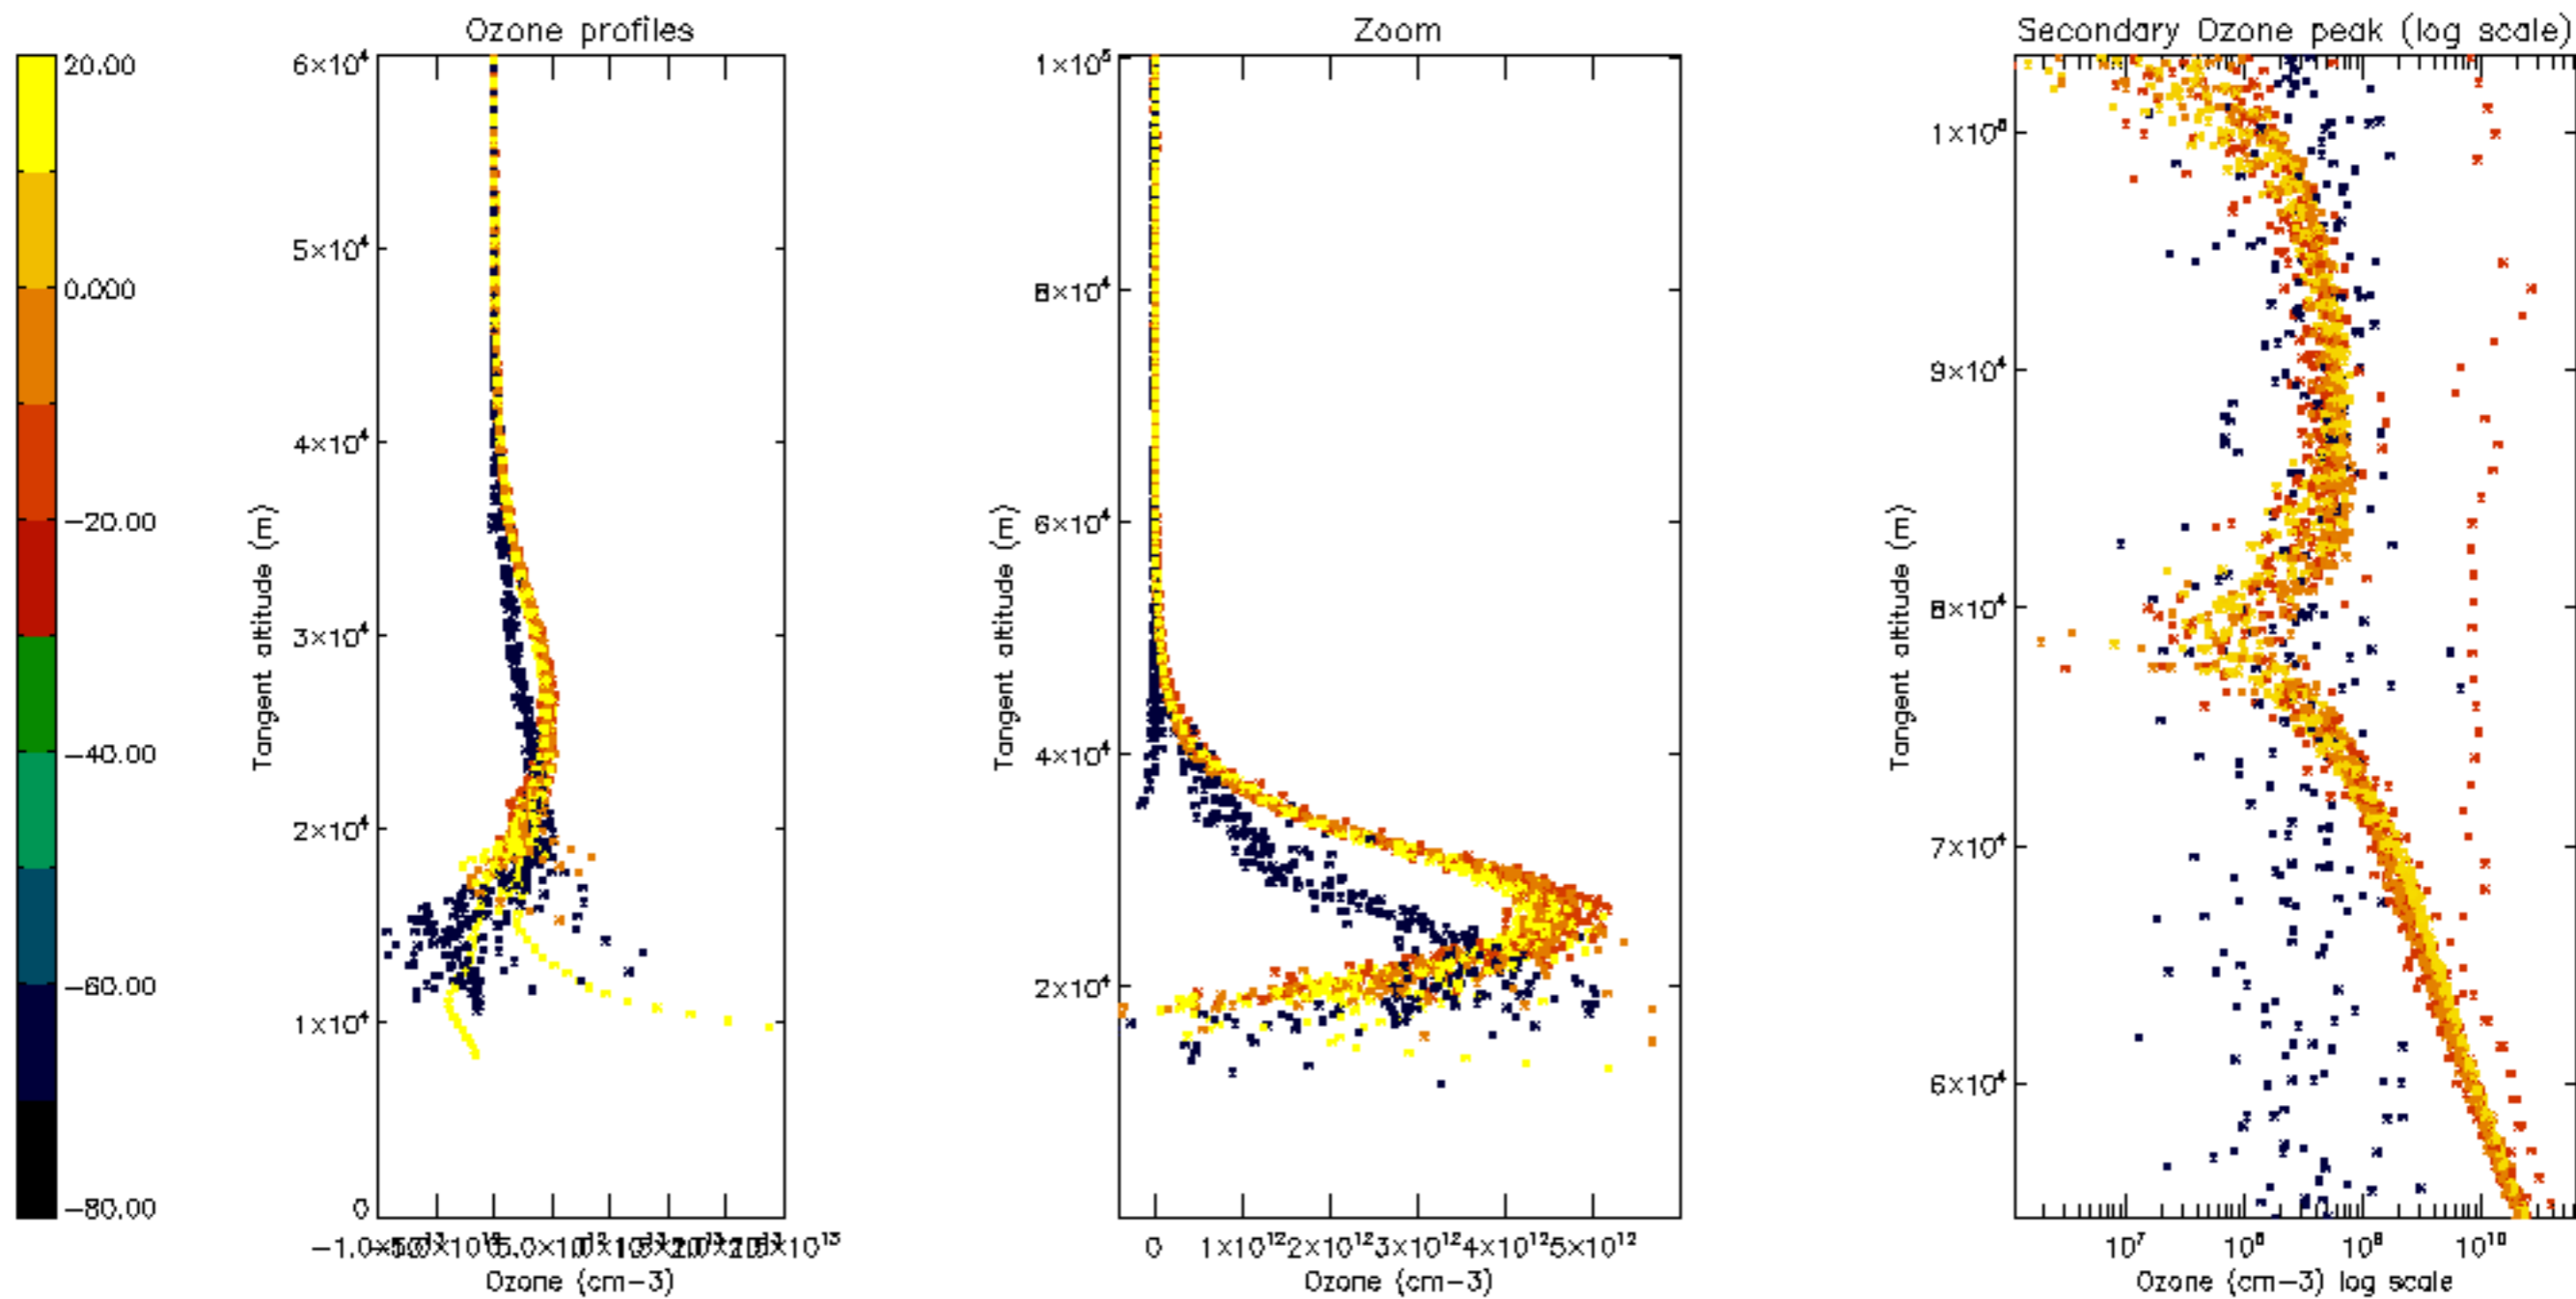 Ozone profiles
Zoom
Secondary Ozone peak (log scale)
20.00
0.000
−20.00
−40.00
−60.00
−80.00
6×10⁴
5×10⁴
4×10⁴
3×10⁴
2×10⁴
1×10⁴
0
Tangent altitude (m)
Ozone (cm−3)
1×10⁵
8×10⁴
6×10⁴
4×10⁴
2×10⁴
Tangent altitude (m)
0 1×10¹² 2×10¹² 3×10¹² 4×10¹² 5×10¹²
Ozone (cm−3)
9×10⁴
8×10⁴
7×10⁴
6×10⁴
Tangent altitude (m)
10⁷ 10⁸ 10⁹ 10¹⁰
Ozone (cm−3) log scale